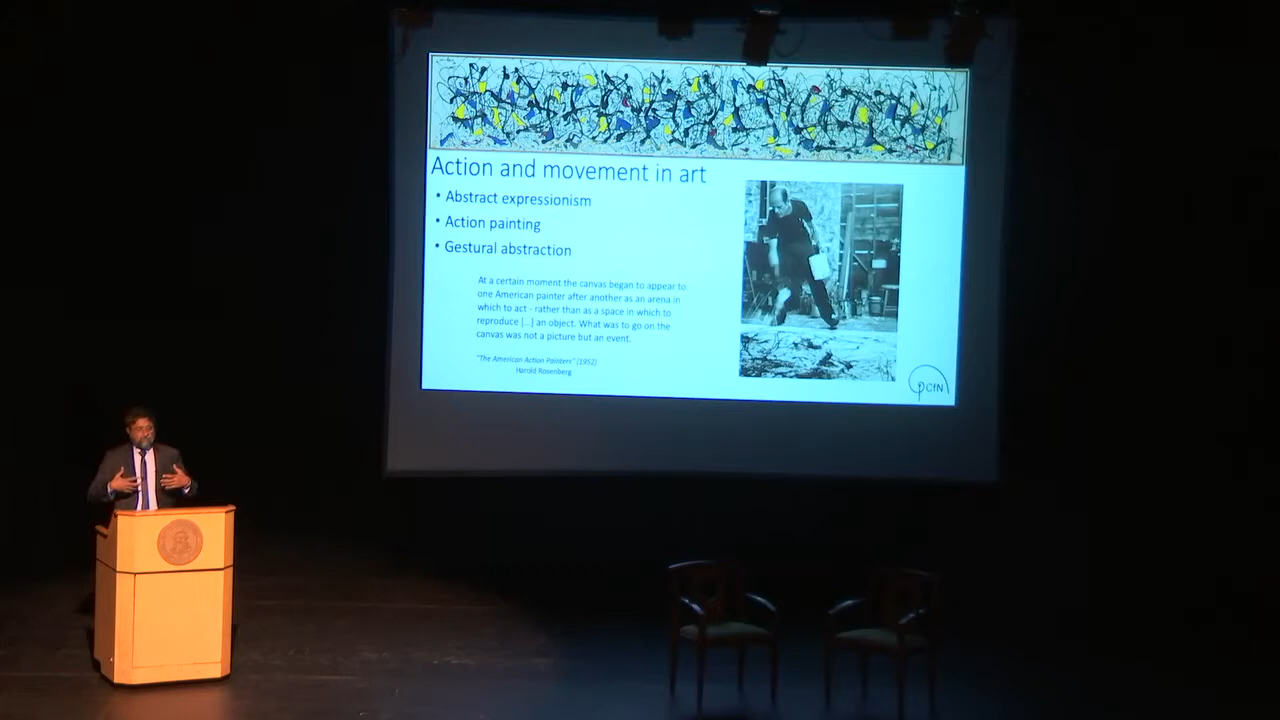 Action and movement in art
• Abstract expressionism
• Action painting
• Gestural abstraction
At a certain moment the canvas began to appear to
one American painter after another as an arena in
which to act - rather than as a space in which to
reproduce [...] an object. What was to go on the
canvas was not a picture but an event.
"The American Action Painters" (1952)
Harold Rosenberg
PCfN